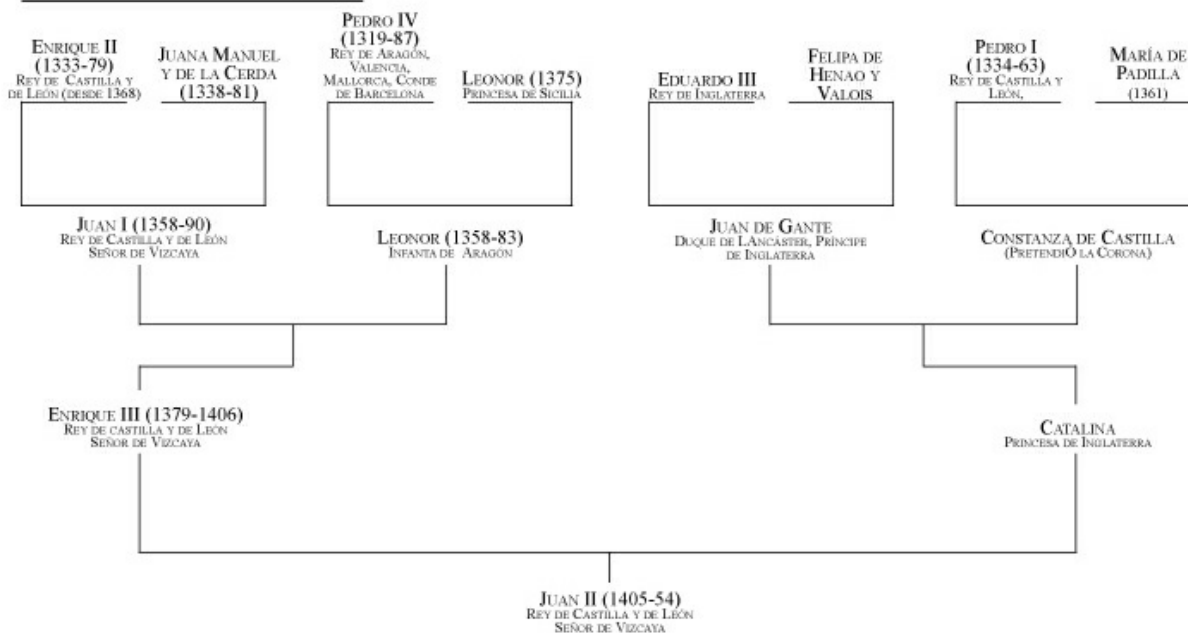 ENRIQUE II
(1333-79)
REY DE CASTILLA Y
DE LEÓN (DESDE 1368)
JUANA MANUEL
Y DE LA CERDA
(1338-81)
PEDRO IV
(1319-87)
REY DE ARAGÓN,
VALENCIA,
MALLORCA, CONDE
DE BARCELONA
LEONOR (1375)
PRINCESA DE SICILIA
EDUARDO III
REY DE INGLATERRA
FELIPA DE
HENAO Y
VALOIS
PEDRO I
(1334-63)
REY DE CASTILLA Y
LEÓN,
MARÍA DE
PADILLA
(1361)
JUAN I (1358-90)
REY DE CASTILLA Y DE LEÓN
SEÑOR DE VIZCAYA
LEONOR (1358-83)
INFANTA DE ARAGÓN
JUAN DE GANTE
DUQUE DE LANCÁSTER, PRÍNCIPE
DE INGLATERRA
CONSTANZA DE CASTILLA
(PRETENDIÓ LA CORONA)
ENRIQUE III (1379-1406)
REY DE CASTILLA Y DE LEÓN
SEÑOR DE VIZCAYA
CATALINA
PRINCESA DE INGLATERRA
JUAN II (1405-54)
REY DE CASTILLA Y DE LEÓN
SEÑOR DE VIZCAYA